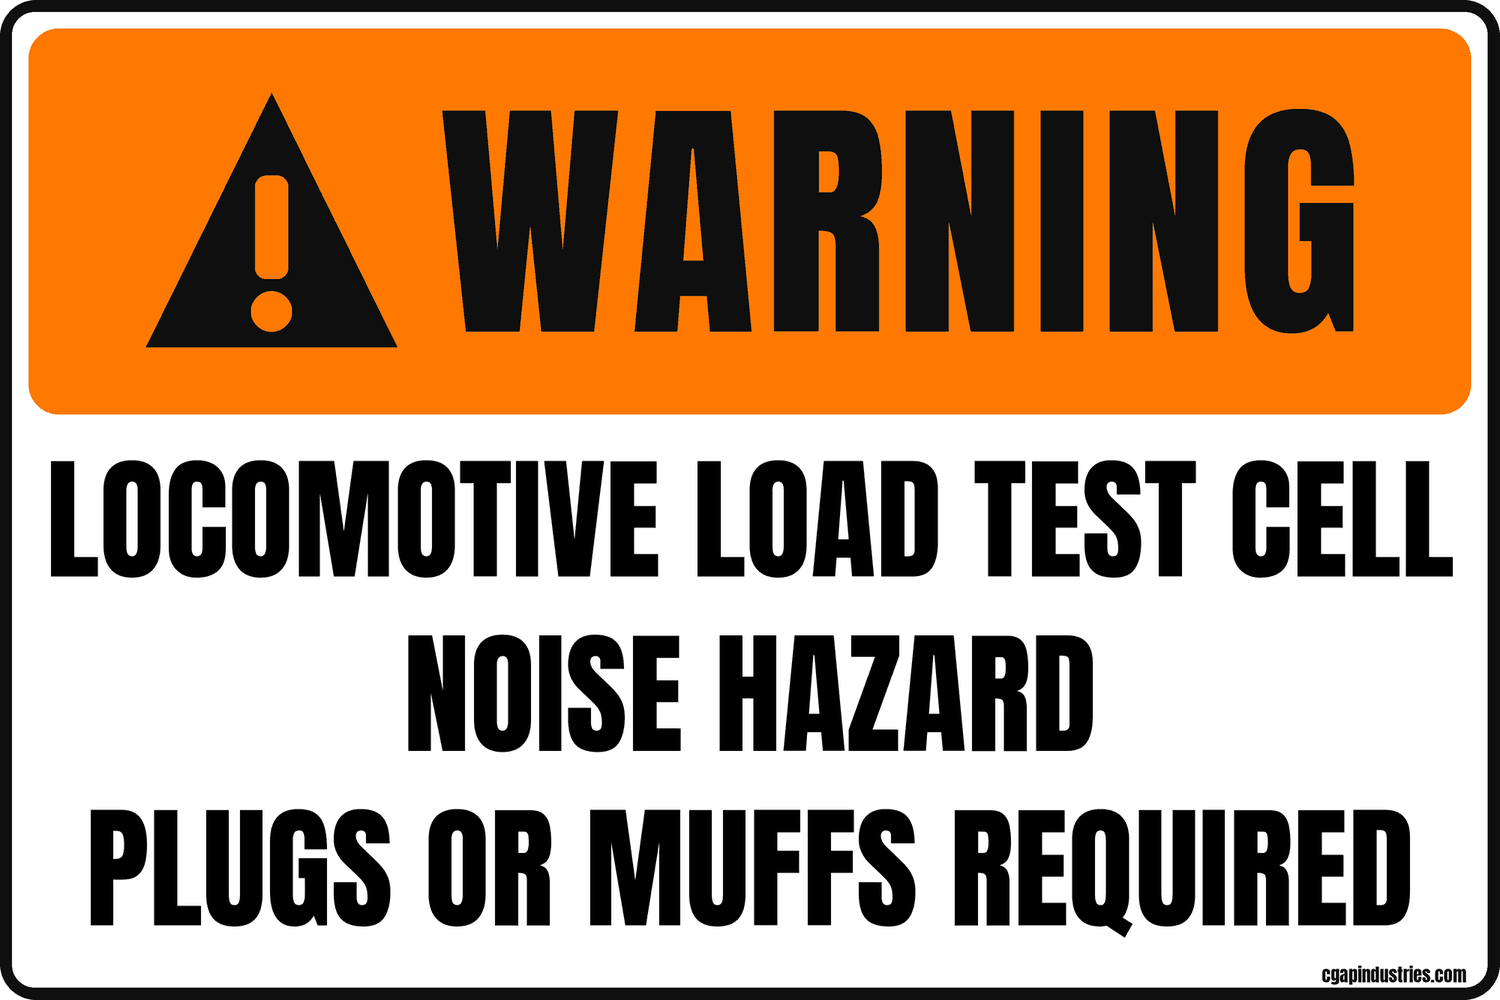 WARNING
LOCOMOTIVE LOAD TEST CELL
NOISE HAZARD
PLUGS OR MUFFS REQUIRED
cgapindustries.com